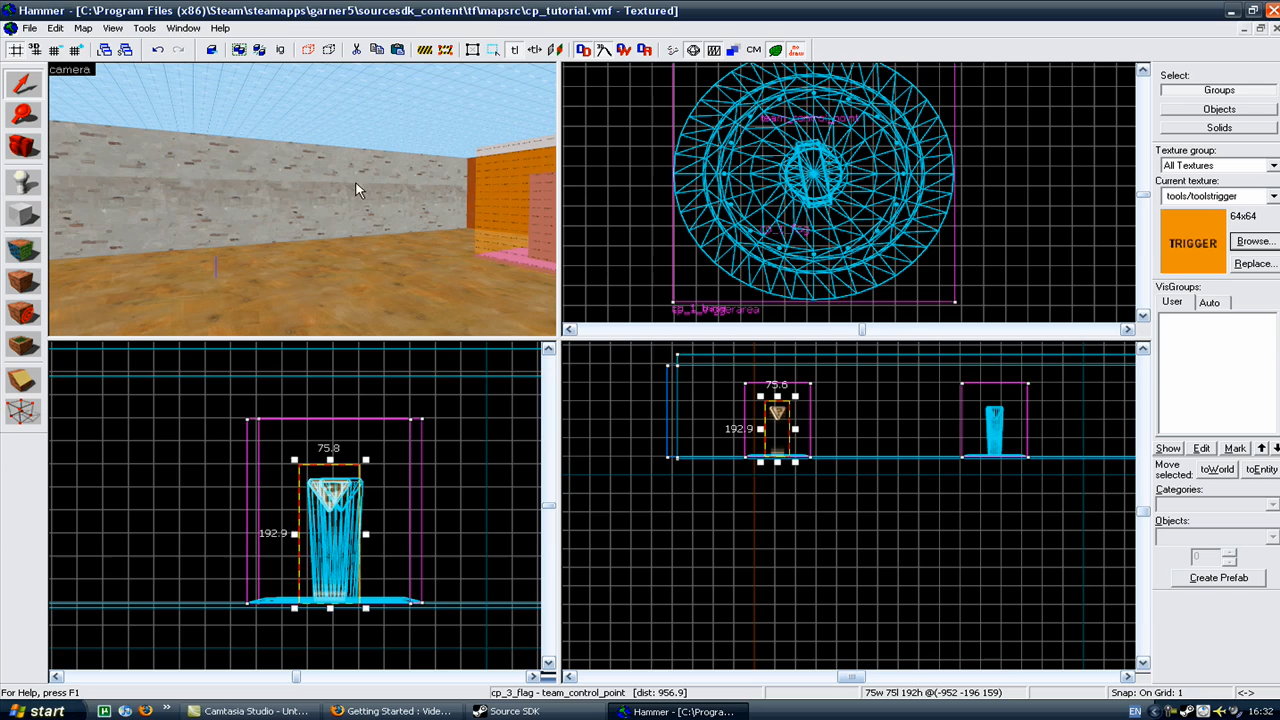 Hammer - [C:\Program Files (x86)\Steam\steamapps\garner5\sourcesdk_content\tf\mapsrc\cp_tutorial.vmf - Textured]
File Edit Map View Tools Window Help
camera
team_control_point
75.8
192.9
75.6
192.9
Select:
Groups
Objects
Solids
Texture group:
All Textures
Current texture:
tools/toolstrigger
TRIGGER
64x64
Browse...
Replace...
VisGroups:
User Auto
Show Edit Mark
Move selected:
toWorld toEntity
Categories:
Objects:
0
Create Prefab
For Help, press F1
cp_3_flag - team_control_point [dist: 956.9]
75w 75l 192h @(-952 -196 159)
Snap: On Grid: 1
<->
start
Camtasia Studio - Unt...
Getting Started : Vide...
Source SDK
Hammer - [C:\Progra...
EN
16:32